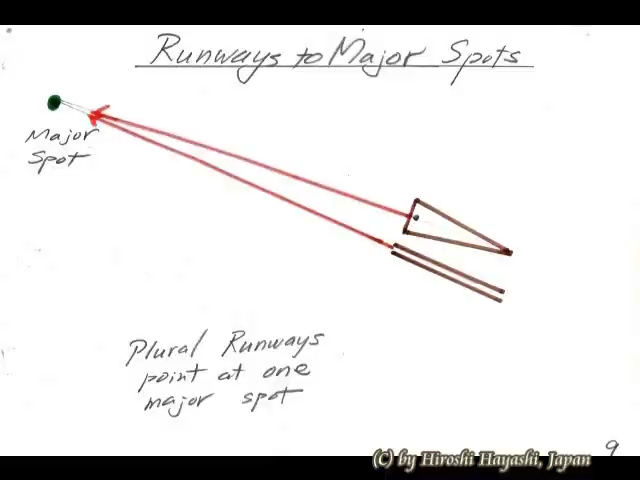 Runways to Major Spots
Major
Spot
Plural Runways
point at one
major spot
9
(C) by Hiroshi Hayashi, Japan